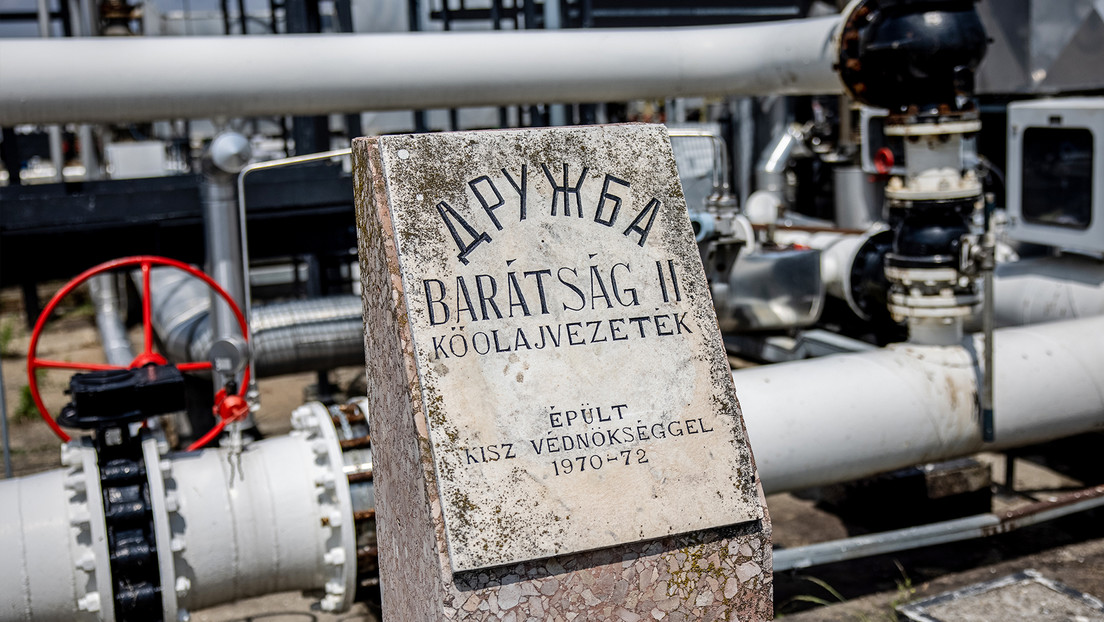 ДРУЖБА
BARÁTSÁG II
KŐOLAJVEZETÉK
ÉPÜLT
KISZ VÉDNÖKSÉGGEL
1970-72